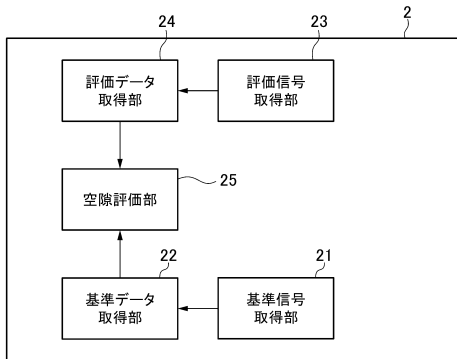 2
24
23
評価データ
取得部
評価信号
取得部
25
空隙評価部
22
21
基準データ
取得部
基準信号
取得部